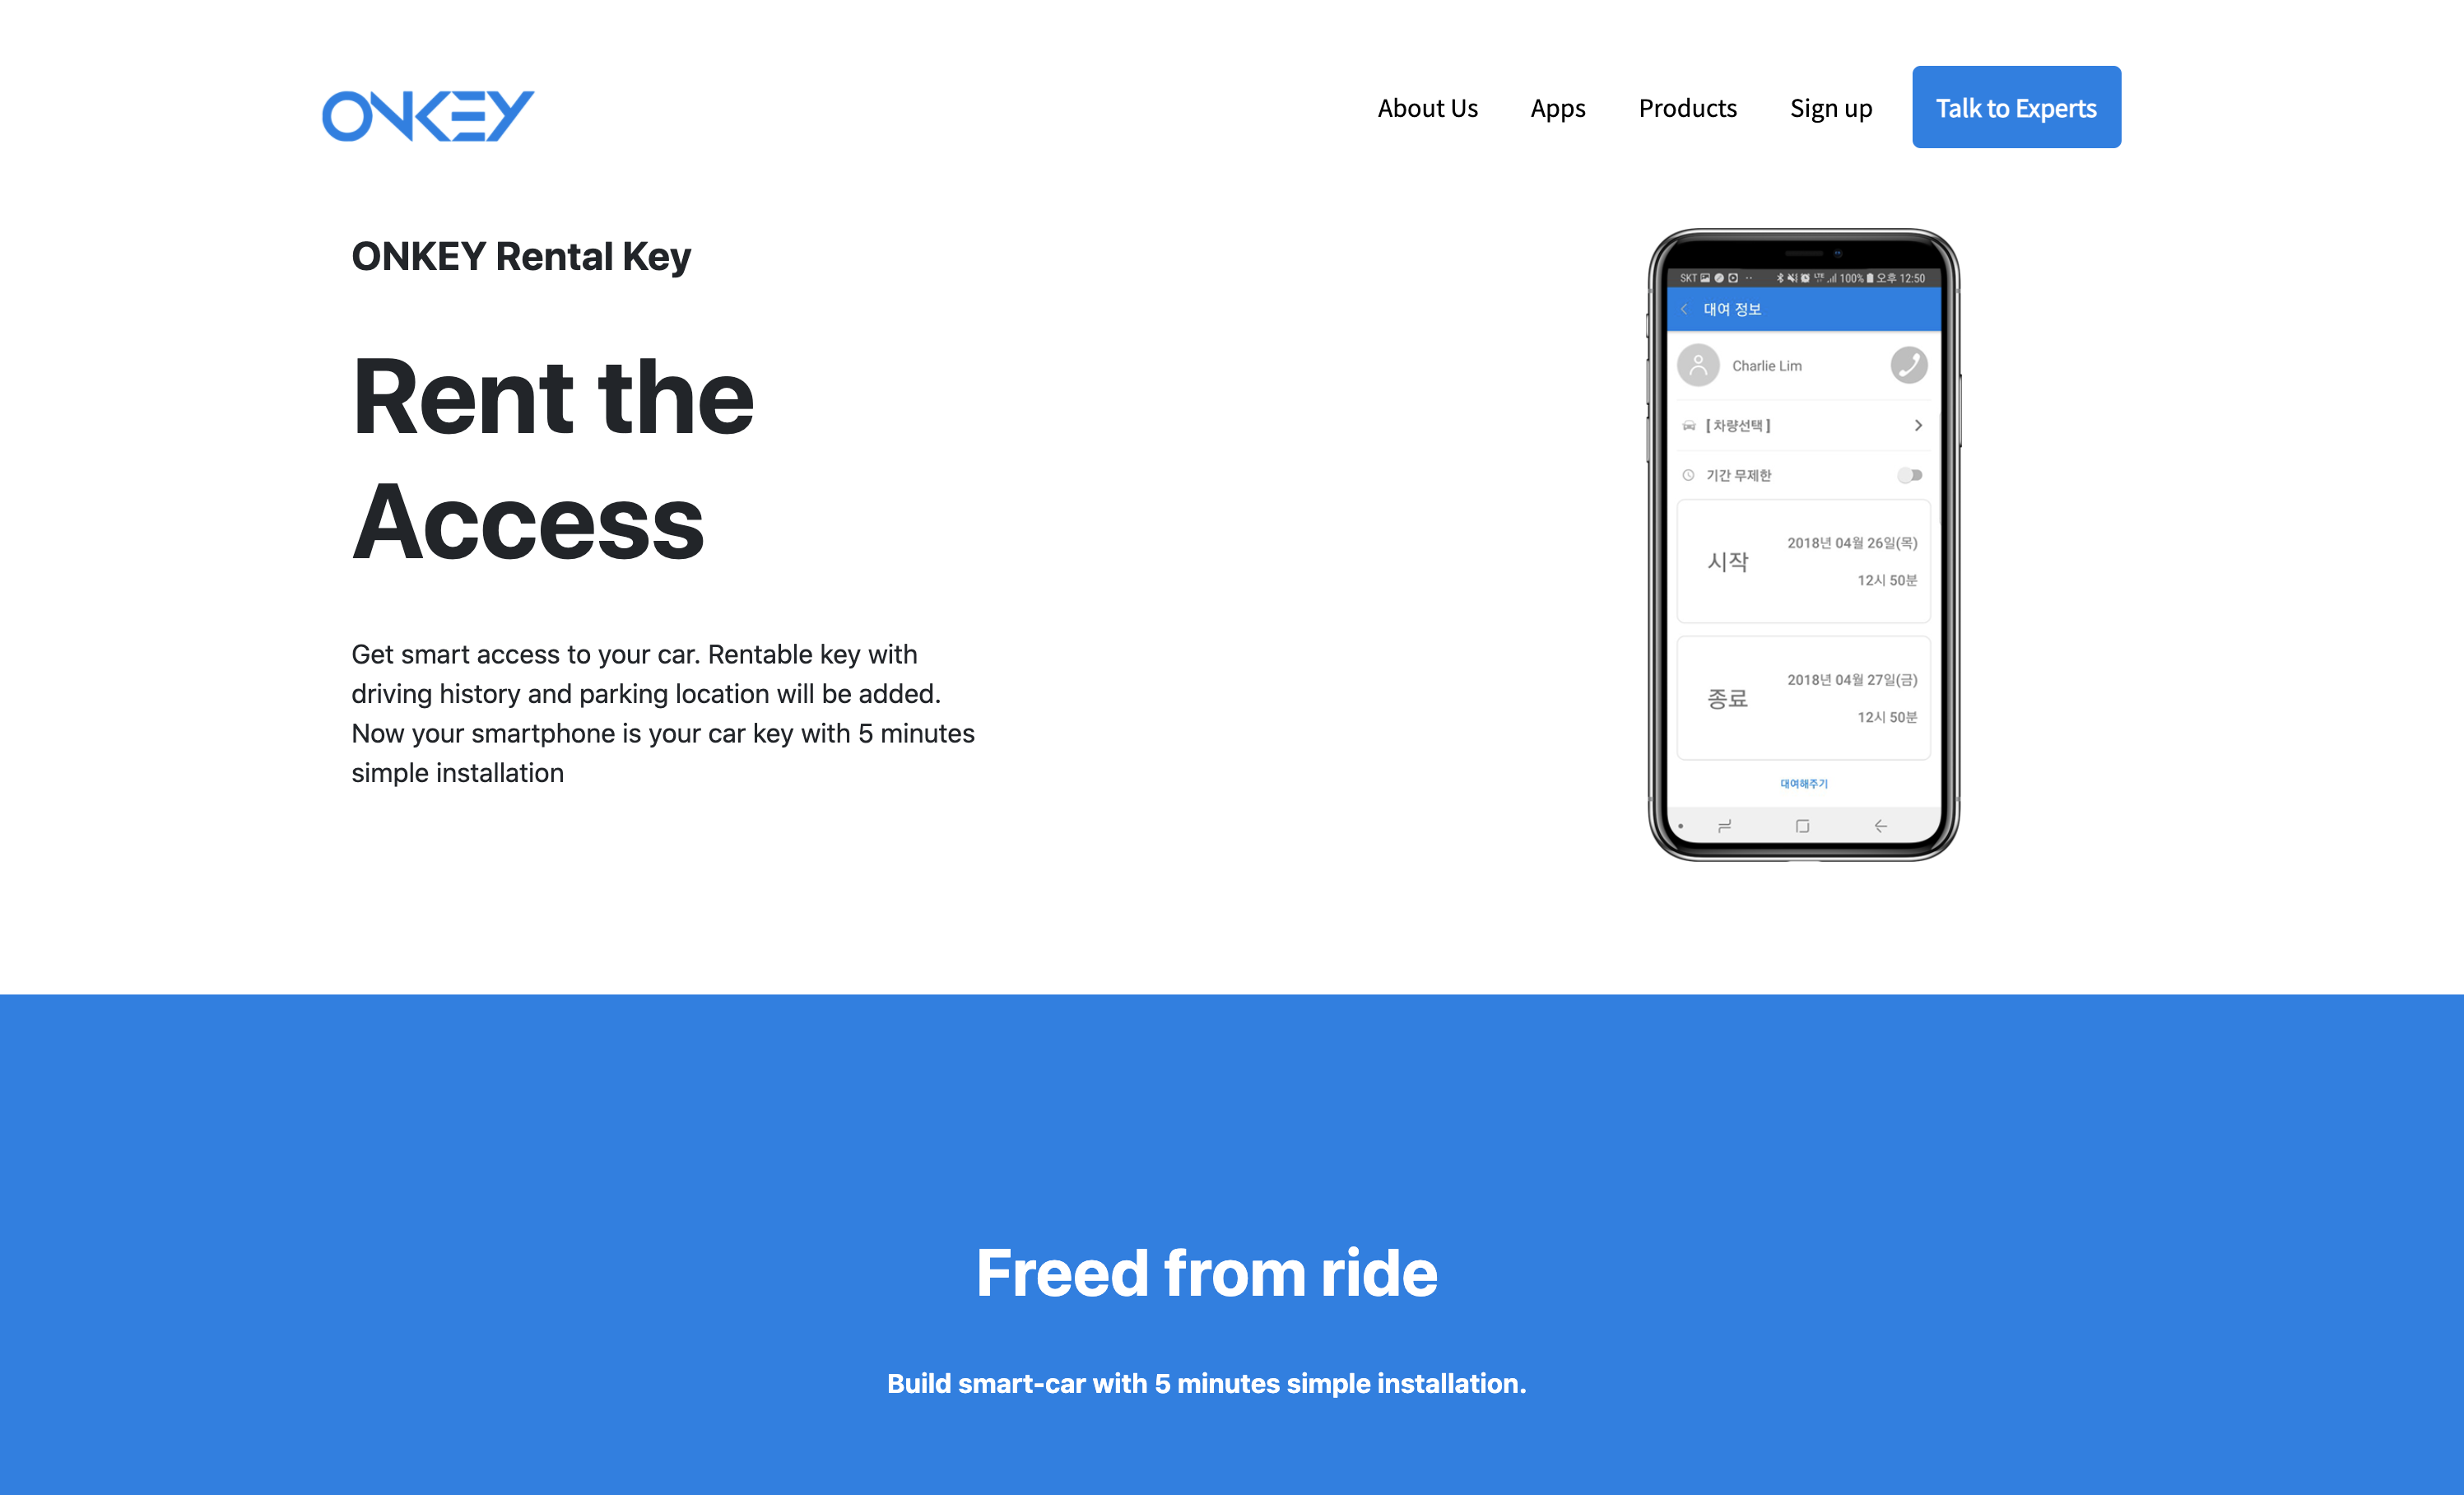 ONKEY
About Us
Apps
Products
Sign up
Talk to Experts
ONKEY Rental Key
Rent the
Access
Get smart access to your car. Rentable key with
driving history and parking location will be added.
Now your smartphone is your car key with 5 minutes
simple installation
SKT LTE 100% 오후 12:50
대여 정보
Charlie Lim
[ 차량선택 ]
기간 무제한
시작
2018년 04월 26일(목)
12시 50분
종료
2018년 04월 27일(금)
12시 50분
대여해주기
Freed from ride
Build smart-car with 5 minutes simple installation.